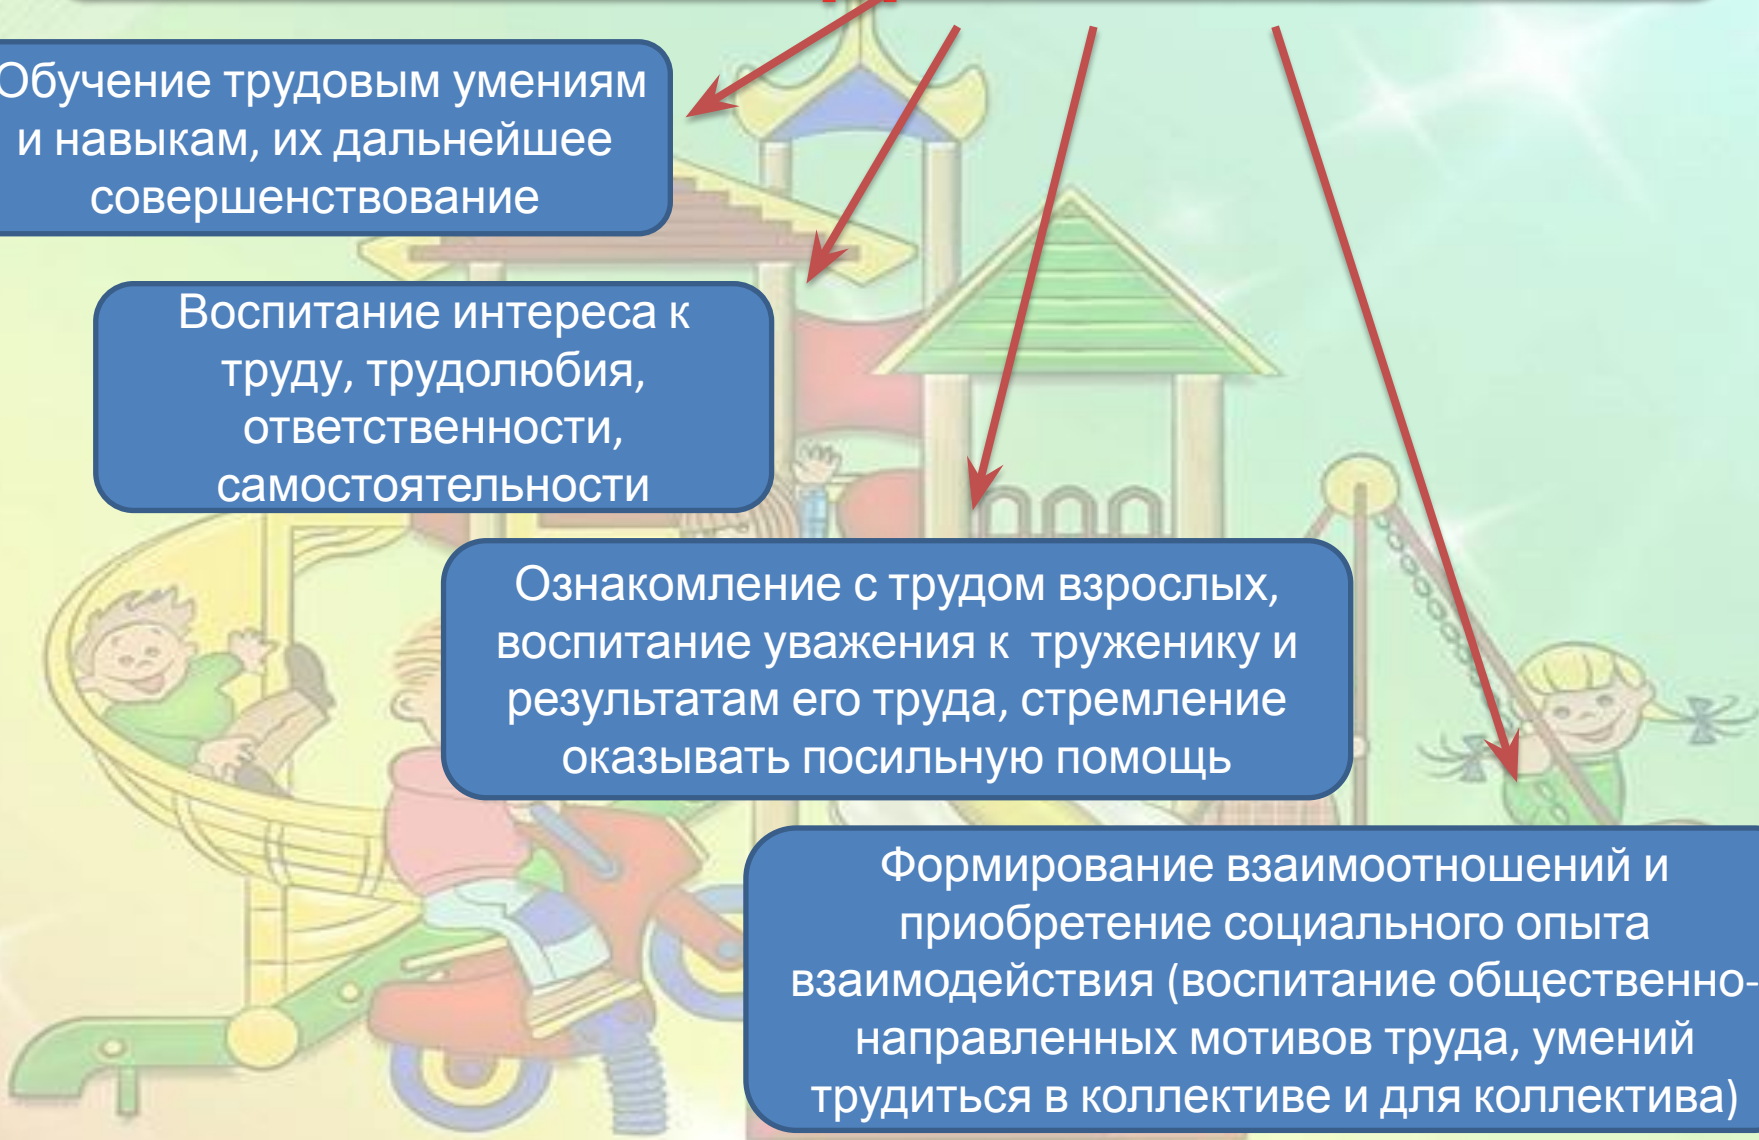 Обучение трудовым умениям
и навыкам, их дальнейшее
совершенствование
Воспитание интереса к
труду, трудолюбия,
ответственности,
самостоятельности
Ознакомление с трудом взрослых,
воспитание уважения к труженику и
результатам его труда, стремление
оказывать посильную помощь
Формирование взаимоотношений и
приобретение социального опыта
взаимодействия (воспитание общественно-
направленных мотивов труда, умений
трудиться в коллективе и для коллектива)